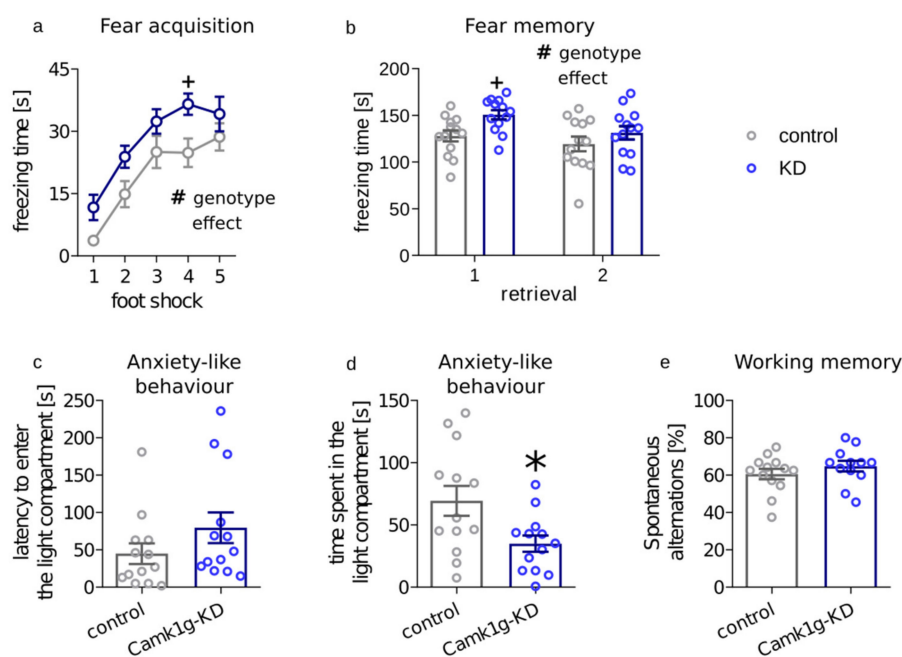 a
Fear acquisition
freezing time [s]
45
30
15
0
+
# genotype
effect
1 2 3 4 5
foot shock
b
Fear memory
# genotype
effect
freezing time [s]
200
150
100
50
0
+
1 2
retrieval
control
KD
c
Anxiety-like
behaviour
latency to enter
the light compartment [s]
250
200
150
100
50
0
control
Camk1g-KD
d
Anxiety-like
behaviour
time spent in the
light compartment [s]
150
100
50
0
*
control
Camk1g-KD
e
Working memory
Spontaneous
alternations [%]
100
80
60
40
20
0
control
Camk1g-KD